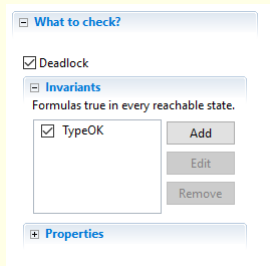 What to check?
Deadlock
Invariants
Formulas true in every reachable state.
TypeOK
Add
Edit
Remove
Properties